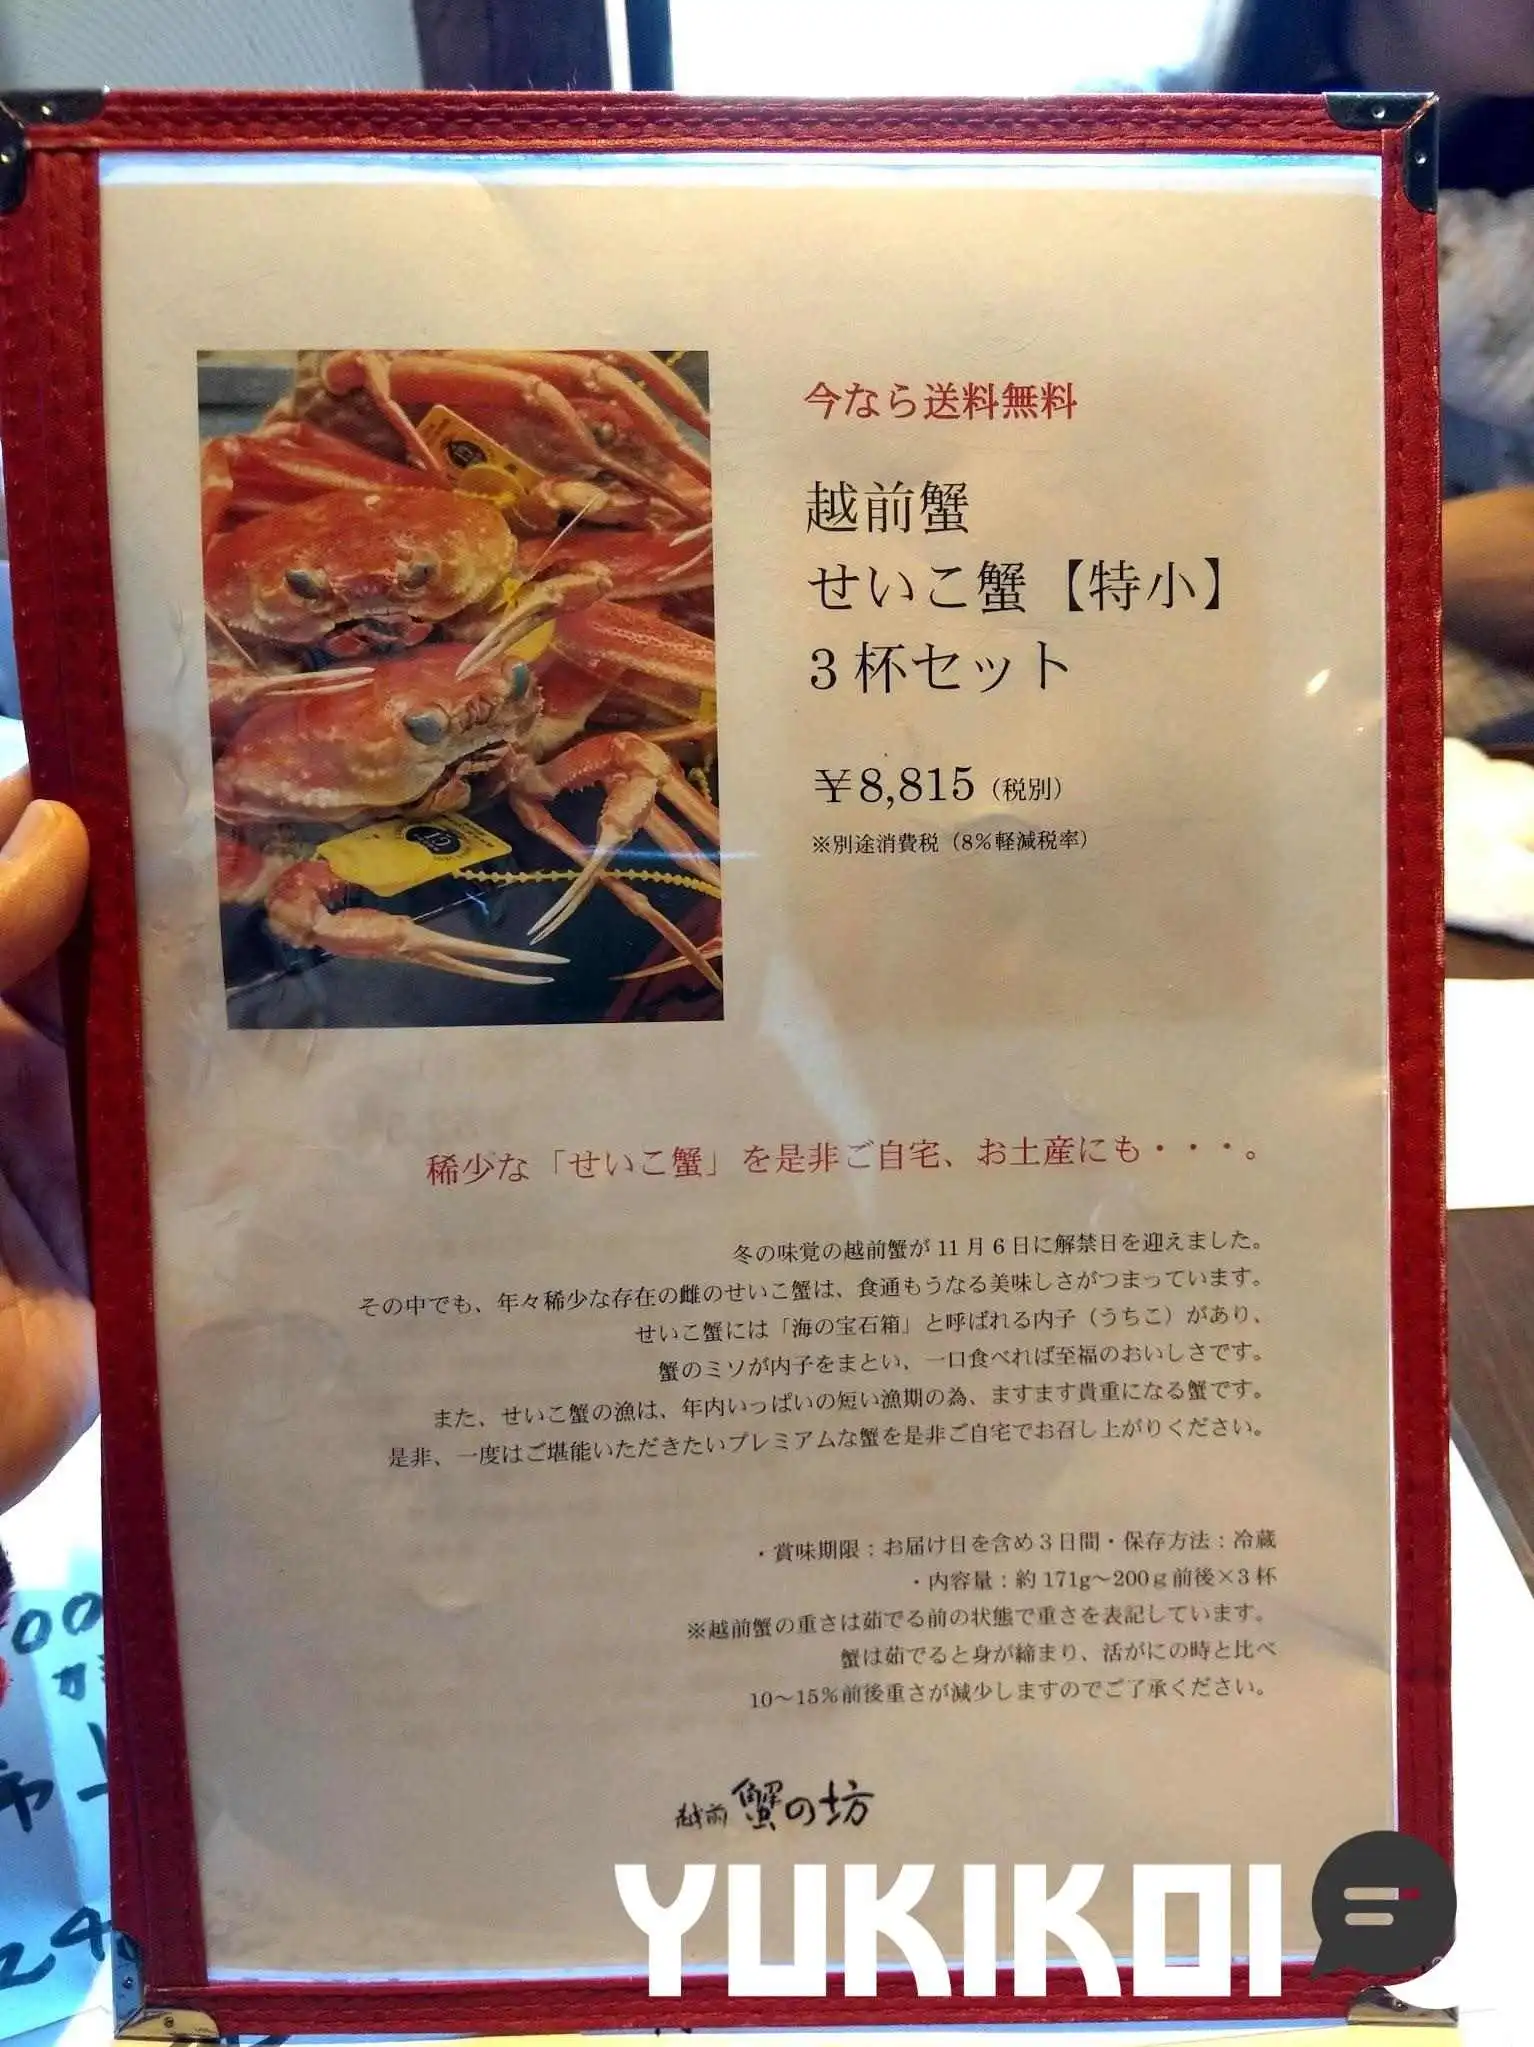 今なら送料無料
越前蟹
せいこ蟹【特小】
3杯セット
¥8,815（税別）
※別途消費税（8%軽減税率）
稀少な「せいこ蟹」を是非ご自宅、お土産にも・・・。
冬の味覚の越前蟹が11月6日に解禁日を迎えました。
その中でも、年々稀少な存在の雌のせいこ蟹は、食通もうなる美味しさがつまっています。
せいこ蟹には「海の宝石箱」と呼ばれる内子（うちこ）があり、
蟹のミソが内子をまとい、一口食べれば至福のおいしさです。
また、せいこ蟹の漁は、年内いっぱいの短い漁期の為、ますます貴重になる蟹です。
是非、一度はご堪能いただきたいプレミアムな蟹を是非ご自宅でお召し上がりください。
・賞味期限：お届け日を含め3日間・保存方法：冷蔵
・内容量：約171g～200g前後×3杯
※越前蟹の重さは茹でる前の状態で重さを表記しています。
蟹は茹でると身が締まり、活がにの時と比べ
10～15%前後重さが減少しますのでご了承ください。
越前 蟹の坊
YUKIKOI